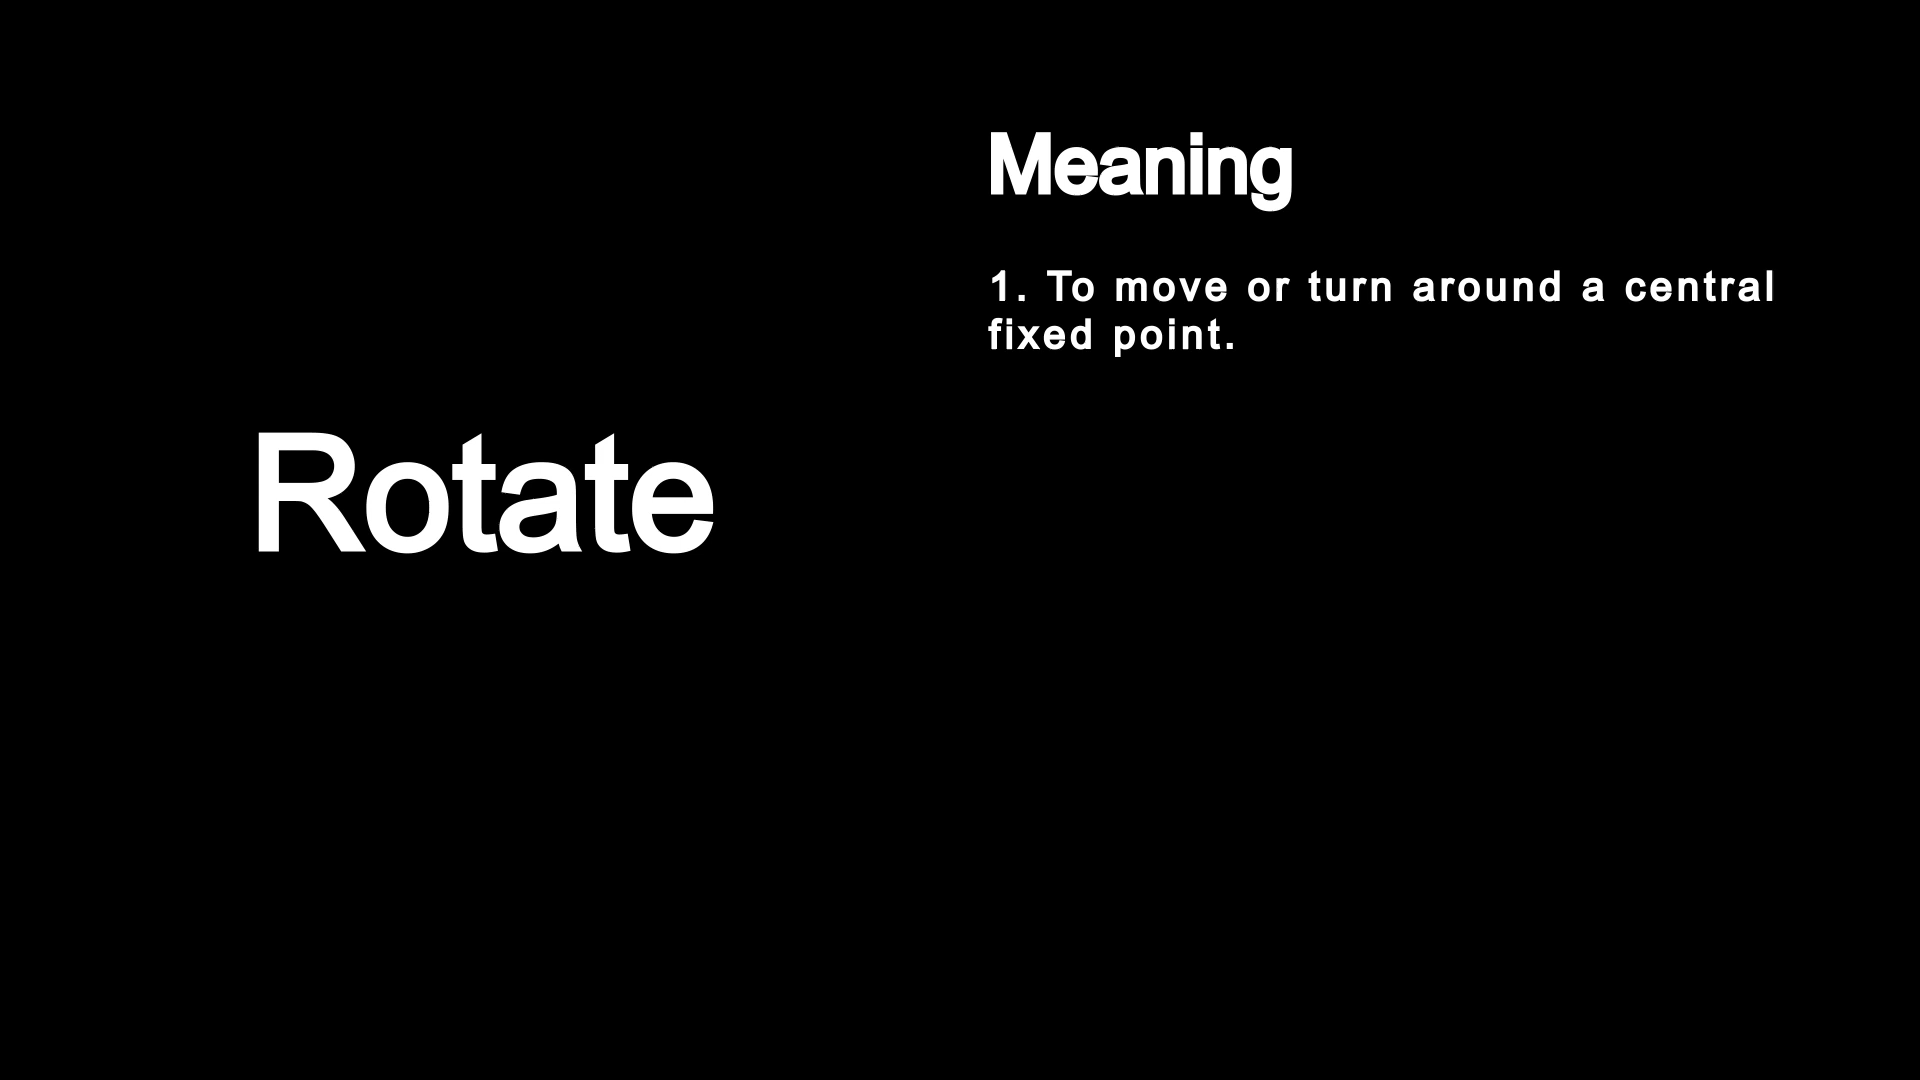 Rotate
Meaning
1. To move or turn around a central
fixed point.